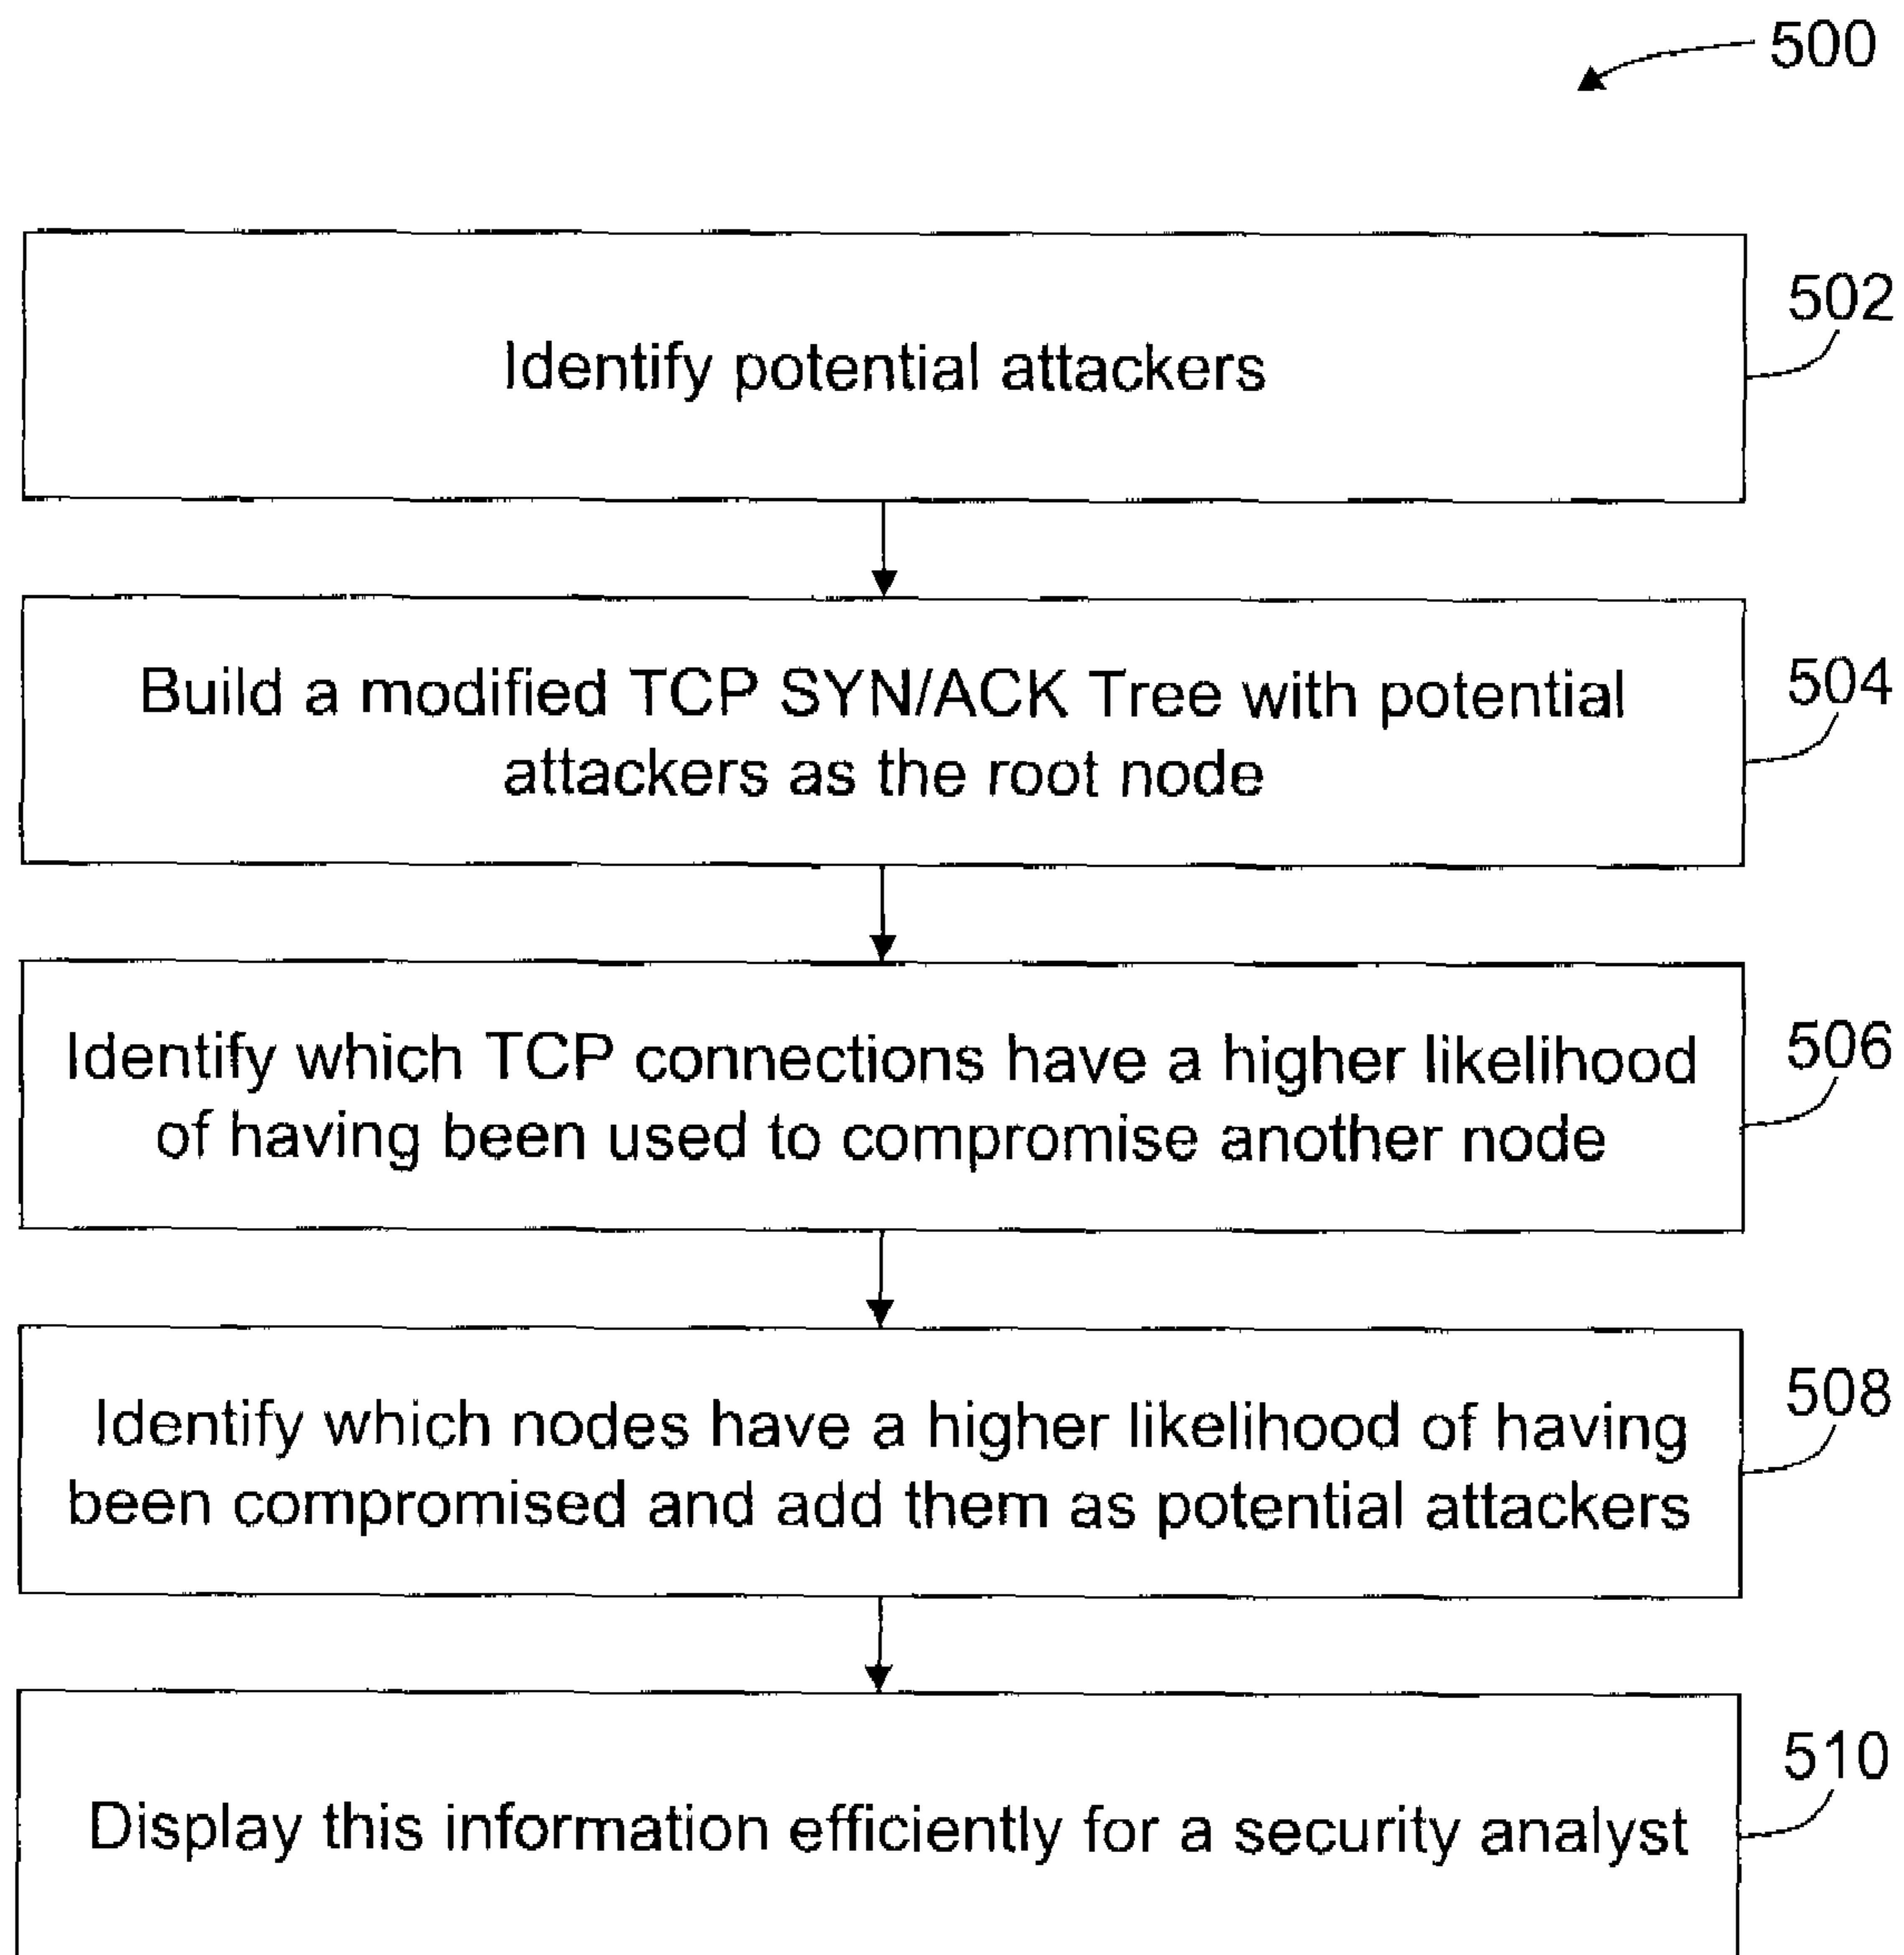 500
502
Identify potential attackers
504
Build a modified TCP SYN/ACK Tree with potential
attackers as the root node
506
Identify which TCP connections have a higher likelihood
of having been used to compromise another node
508
Identify which nodes have a higher likelihood of having
been compromised and add them as potential attackers
510
Display this information efficiently for a security analyst